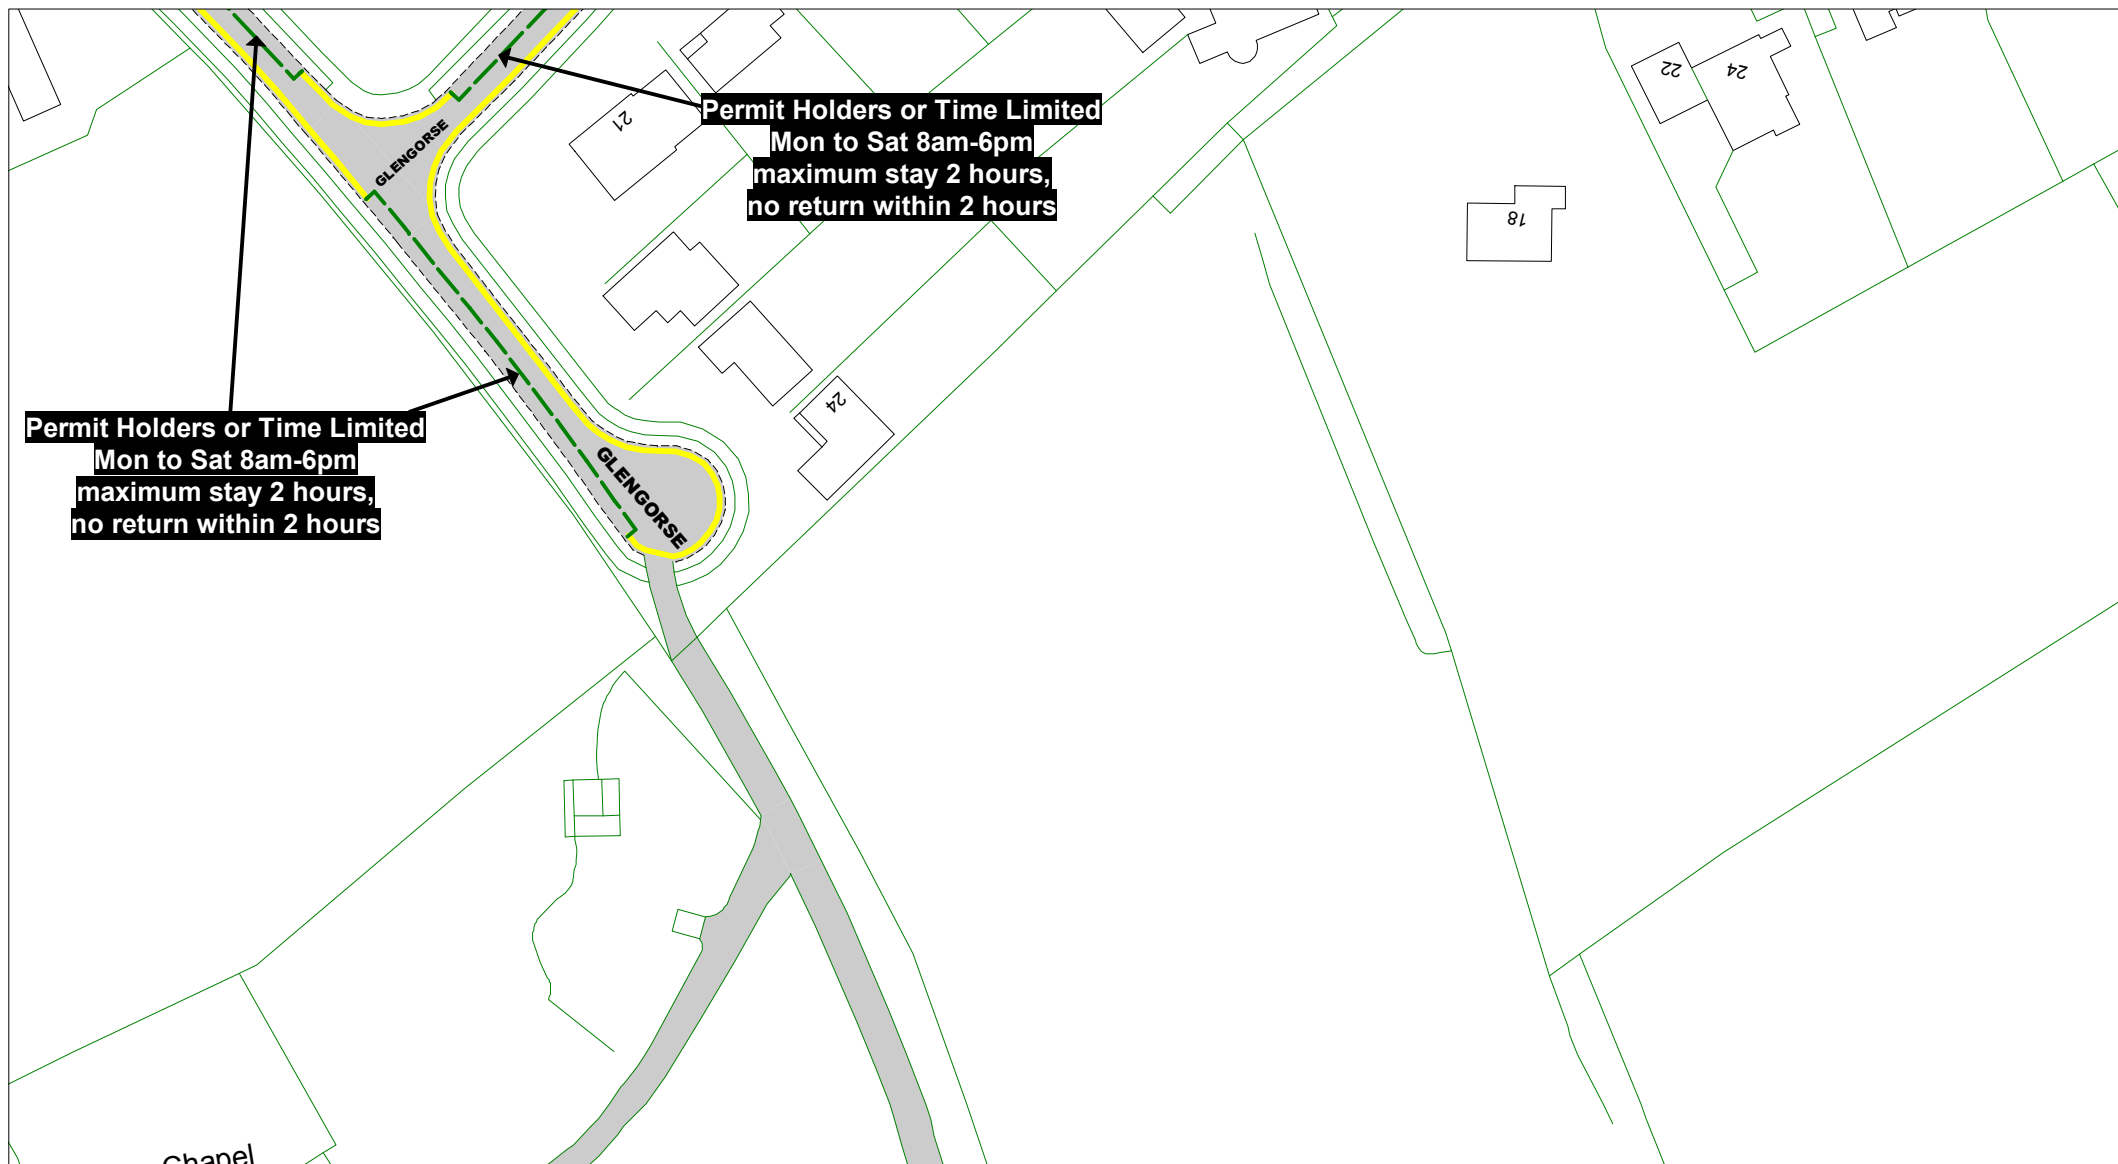 22
24
21
Permit Holders or Time Limited
Mon to Sat 8am-6pm
maximum stay 2 hours,
no return within 2 hours
GLENGORSE
18
24
Permit Holders or Time Limited
Mon to Sat 8am-6pm
maximum stay 2 hours,
no return within 2 hours
GLENGORSE
Chapel